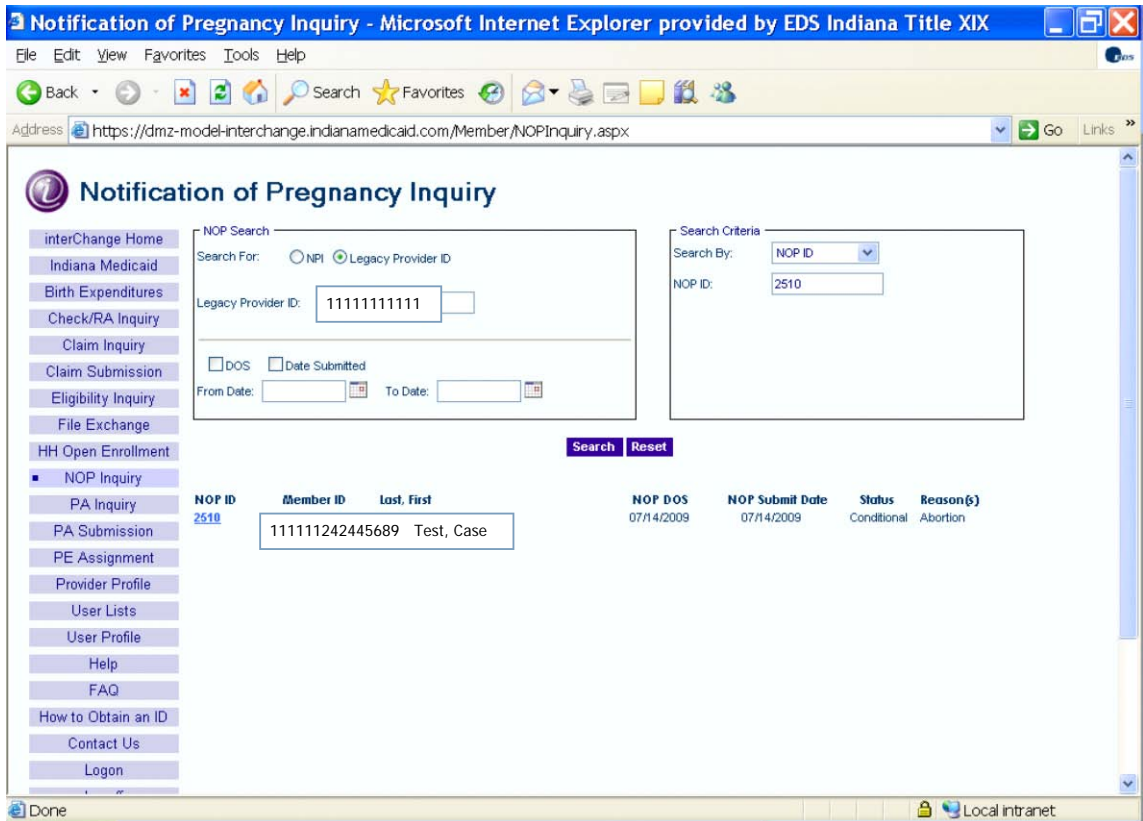 Notification of Pregnancy Inquiry - Microsoft Internet Explorer provided by EDS Indiana Title XIX
File Edit View Favorites Tools Help
Back Search Favorites
Address https://dmz-model-interchange.indianamedicaid.com/Member/NOPInquiry.aspx Go Links »
Notification of Pregnancy Inquiry
interChange Home
Indiana Medicaid
Birth Expenditures
Check/RA Inquiry
Claim Inquiry
Claim Submission
Eligibility Inquiry
File Exchange
HH Open Enrollment
NOP Inquiry
PA Inquiry
PA Submission
PE Assignment
Provider Profile
User Lists
User Profile
Help
FAQ
How to Obtain an ID
Contact Us
Logon
NOP Search
Search For: NPI Legacy Provider ID
Legacy Provider ID: 11111111111
DOS Date Submitted
From Date: To Date:
Search Criteria
Search By: NOP ID
NOP ID: 2510
Search Reset
NOP ID Member ID Last, First NOP DOS NOP Submit Date Status Reason(s)
2510 111111242445689 Test, Case 07/14/2009 07/14/2009 Conditional Abortion
Done Local intranet